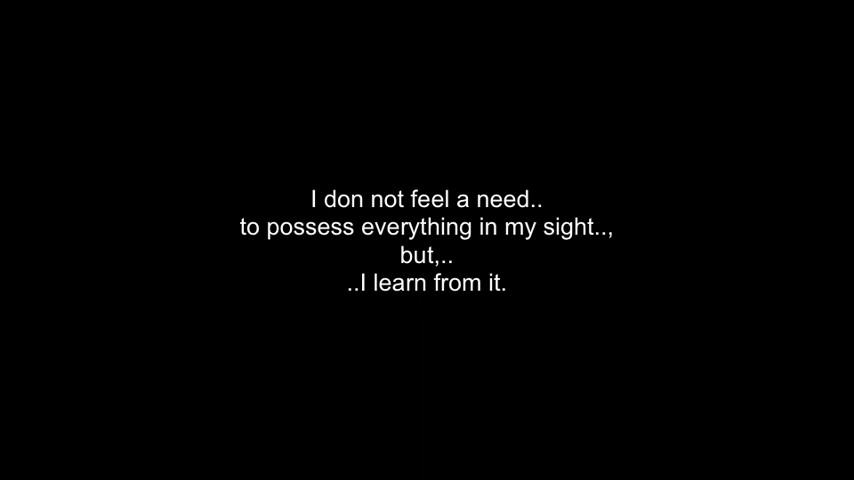 I don not feel a need..
to possess everything in my sight..,
but,..
..I learn from it.